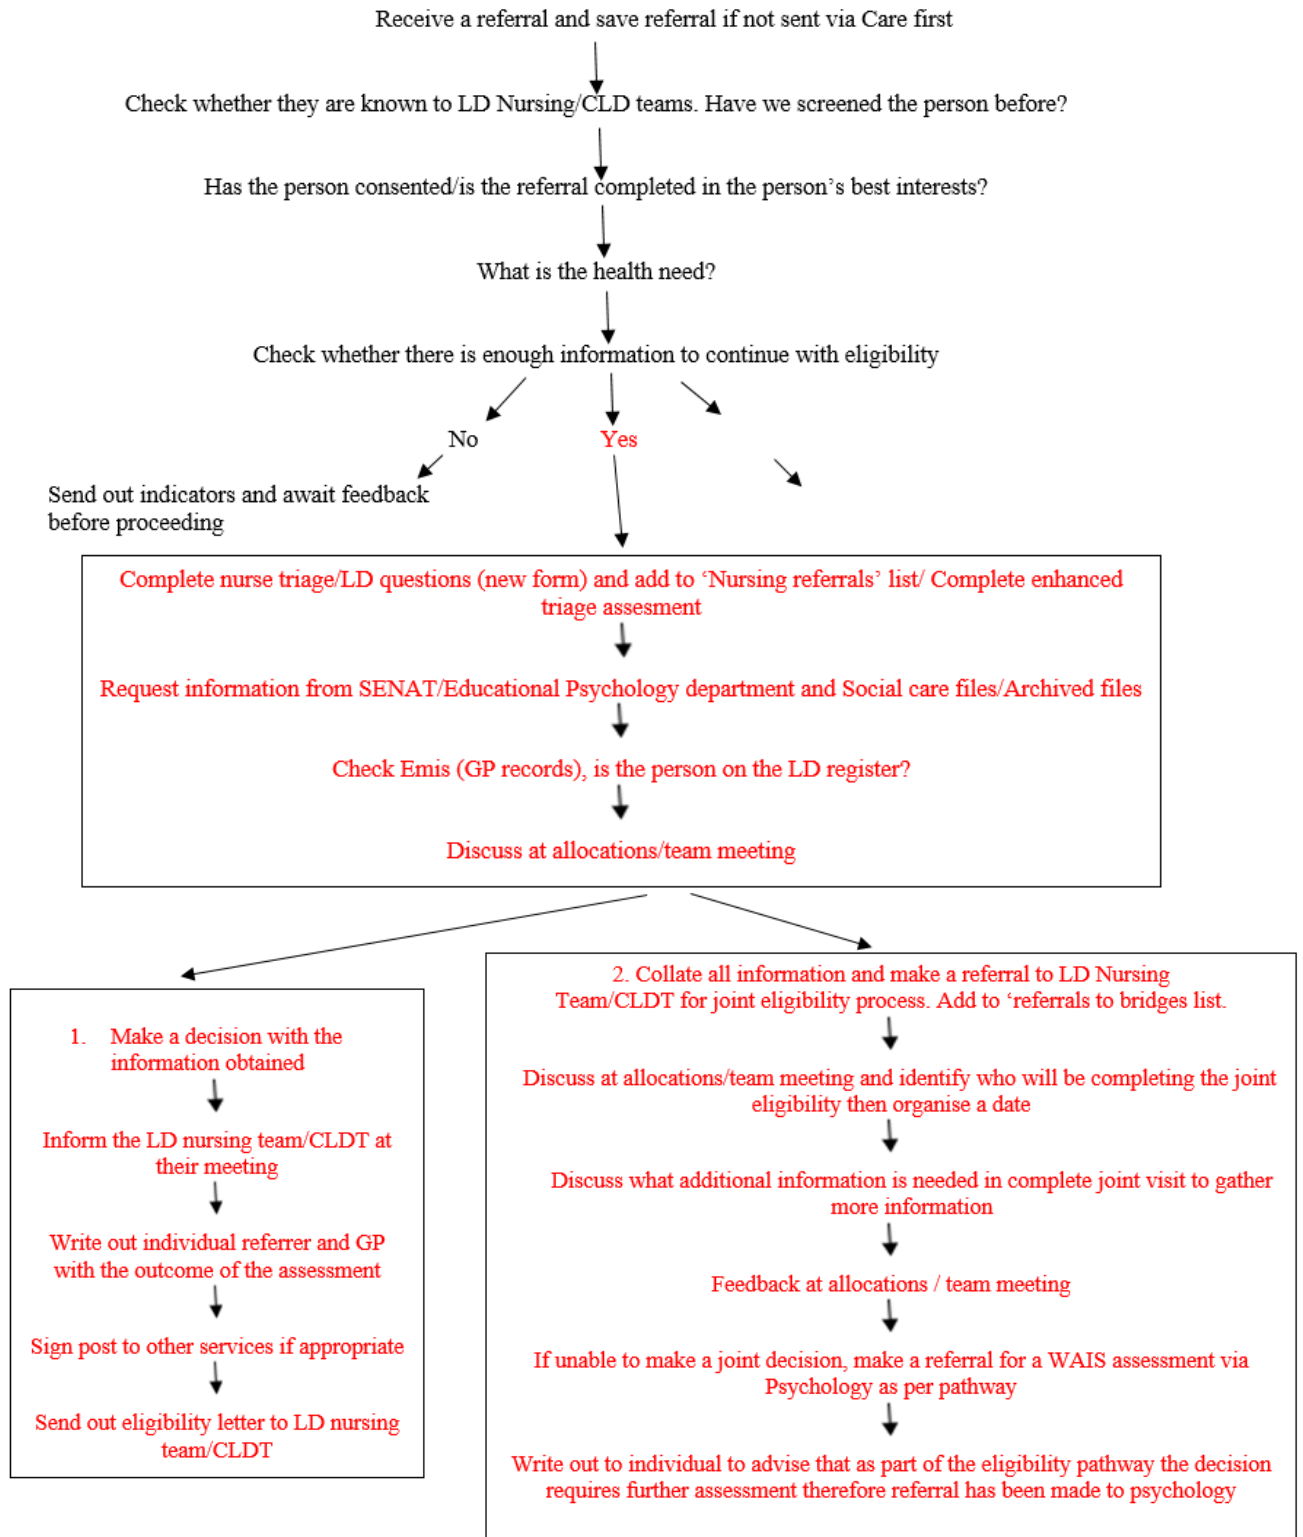 Receive a referral and save referral if not sent via Care first
Check whether they are known to LD Nursing/CLD teams. Have we screened the person before?
Has the person consented/is the referral completed in the person's best interests?
What is the health need?
Check whether there is enough information to continue with eligibility
No
Yes
Send out indicators and await feedback
before proceeding
Complete nurse triage/LD questions (new form) and add to ‘Nursing referrals’ list/ Complete enhanced
triage assesment
Request information from SENAT/Educational Psychology department and Social care files/Archived files
Check Emis (GP records), is the person on the LD register?
Discuss at allocations/team meeting
1. Make a decision with the
information obtained
Inform the LD nursing team/CLDT at
their meeting
Write out individual referrer and GP
with the outcome of the assessment
Sign post to other services if appropriate
Send out eligibility letter to LD nursing
team/CLDT
2. Collate all information and make a referral to LD Nursing
Team/CLDT for joint eligibility process. Add to ‘referrals to bridges list.
Discuss at allocations/team meeting and identify who will be completing the joint
eligibility then organise a date
Discuss what additional information is needed in complete joint visit to gather
more information
Feedback at allocations / team meeting
If unable to make a joint decision, make a referral for a WAIS assessment via
Psychology as per pathway
Write out to individual to advise that as part of the eligibility pathway the decision
requires further assessment therefore referral has been made to psychology